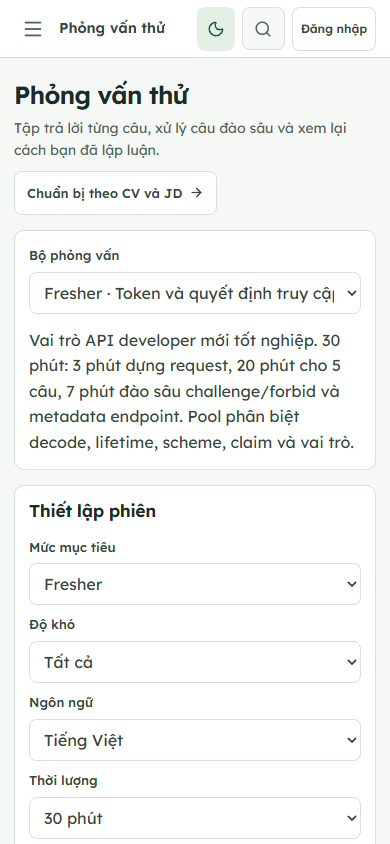 Phỏng vấn thử
Đăng nhập
Phỏng vấn thử
Tập trả lời từng câu, xử lý câu đào sâu và xem lại
cách bạn đã lập luận.
Chuẩn bị theo CV và JD →
Bộ phỏng vấn
Fresher · Token và quyết định truy cập
Vai trò API developer mới tốt nghiệp. 30
phút: 3 phút dựng request, 20 phút cho 5
câu, 7 phút đào sâu challenge/forbid và
metadata endpoint. Pool phân biệt
decode, lifetime, scheme, claim và vai trò.
Thiết lập phiên
Mức mục tiêu
Fresher
Độ khó
Tất cả
Ngôn ngữ
Tiếng Việt
Thời lượng
30 phút